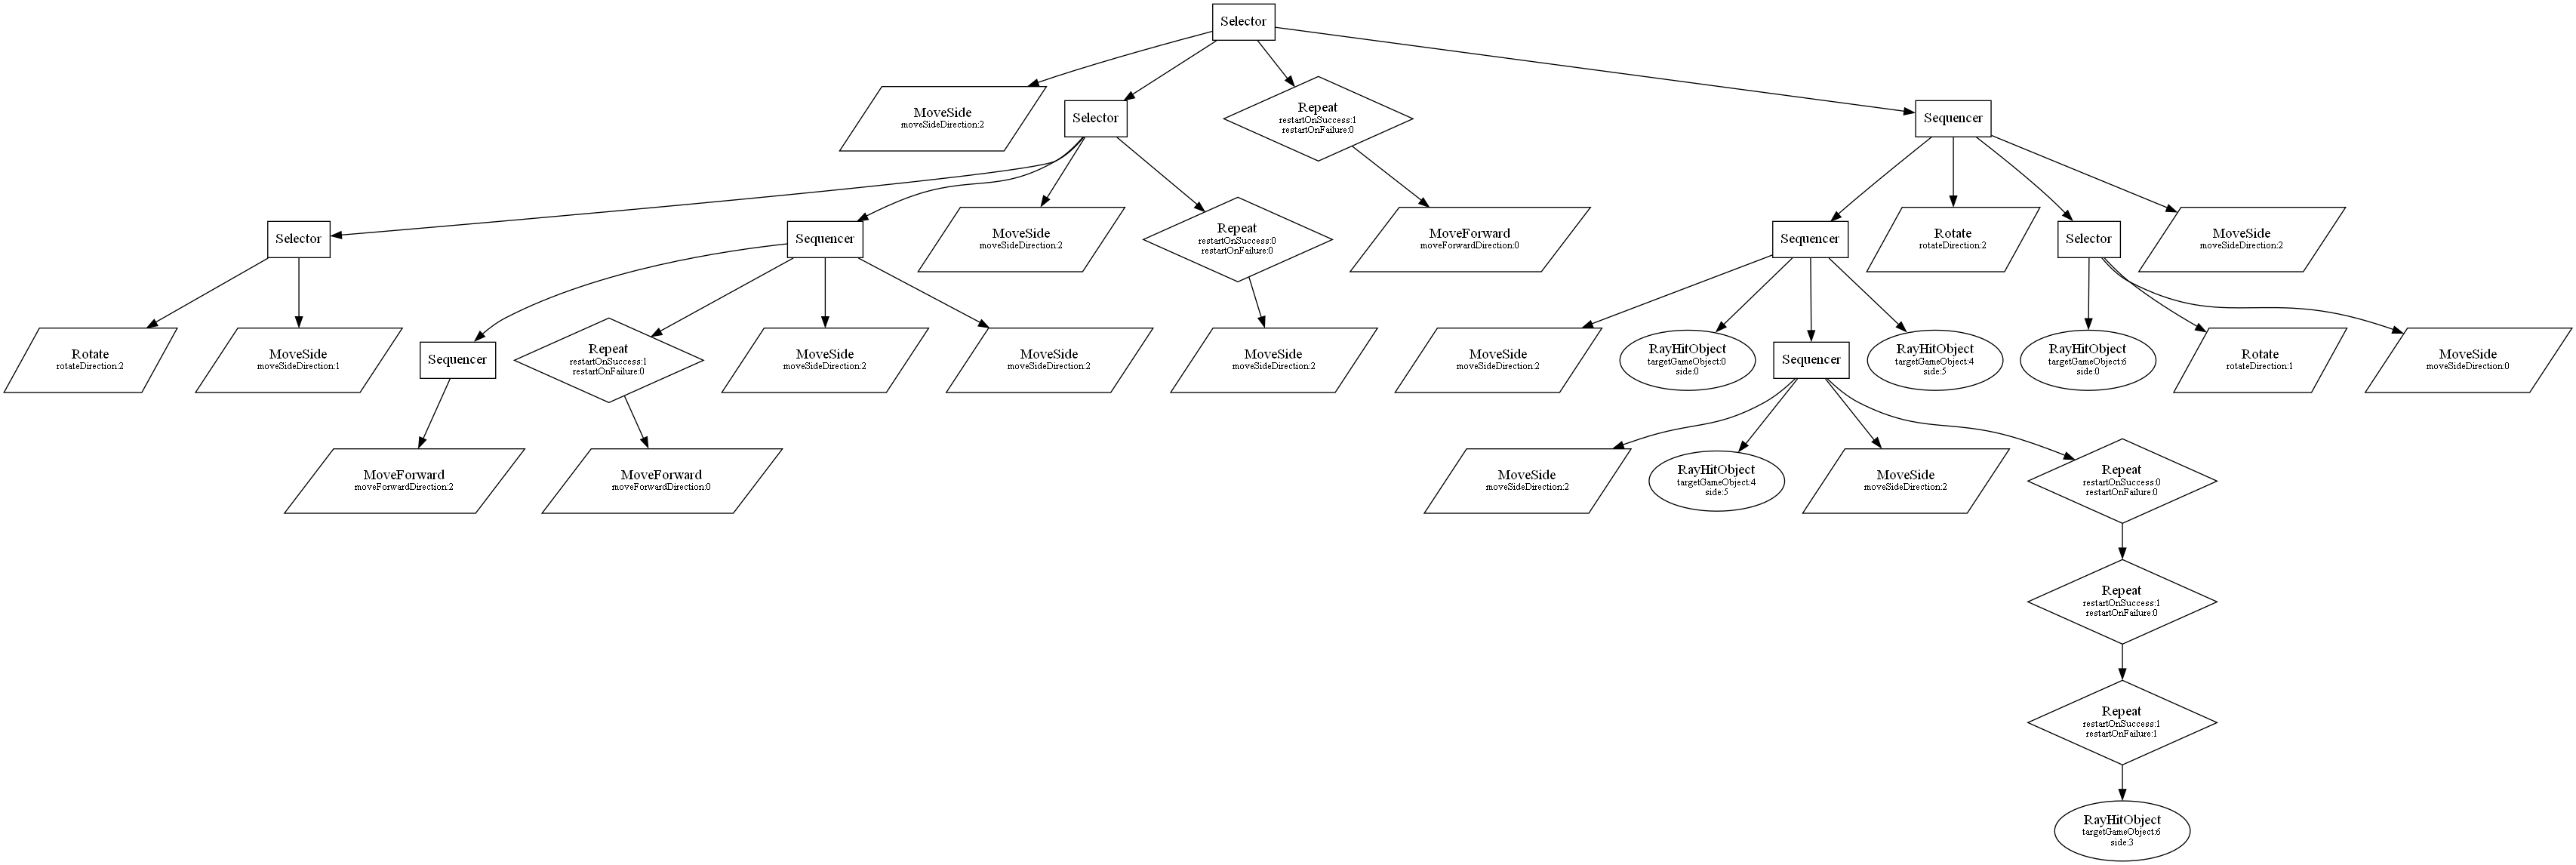 Selector
MoveSide
moveSideDirection:2
Selector
Repeat
restartOnSuccess:1
restartOnFailure:0
Sequencer
Selector
Sequencer
MoveSide
moveSideDirection:2
Repeat
restartOnSuccess:0
restartOnFailure:0
MoveForward
moveForwardDirection:0
Sequencer
Rotate
rotateDirection:2
Selector
MoveSide
moveSideDirection:2
Rotate
rotateDirection:2
MoveSide
moveSideDirection:1
Sequencer
Repeat
restartOnSuccess:1
restartOnFailure:0
MoveSide
moveSideDirection:2
MoveSide
moveSideDirection:2
MoveSide
moveSideDirection:2
MoveSide
moveSideDirection:2
RayHitObject
targetGameObject:0
side:0
Sequencer
RayHitObject
targetGameObject:4
side:5
RayHitObject
targetGameObject:6
side:0
Rotate
rotateDirection:1
MoveSide
moveSideDirection:0
MoveForward
moveForwardDirection:2
MoveForward
moveForwardDirection:0
MoveSide
moveSideDirection:2
RayHitObject
targetGameObject:4
side:5
MoveSide
moveSideDirection:2
Repeat
restartOnSuccess:0
restartOnFailure:0
Repeat
restartOnSuccess:1
restartOnFailure:0
Repeat
restartOnSuccess:1
restartOnFailure:1
RayHitObject
targetGameObject:6
side:3